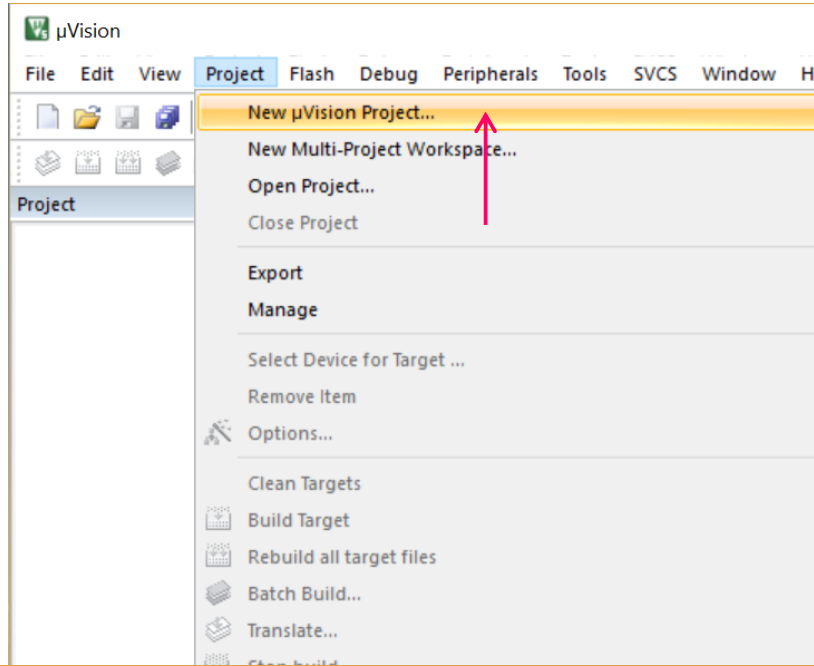 µVision
File Edit View Project Flash Debug Peripherals Tools SVCS Window H
New µVision Project...
New Multi-Project Workspace...
Open Project...
Project
Close Project
Export
Manage
Select Device for Target ...
Remove Item
Options...
Clean Targets
Build Target
Rebuild all target files
Batch Build...
Translate...
Stop build